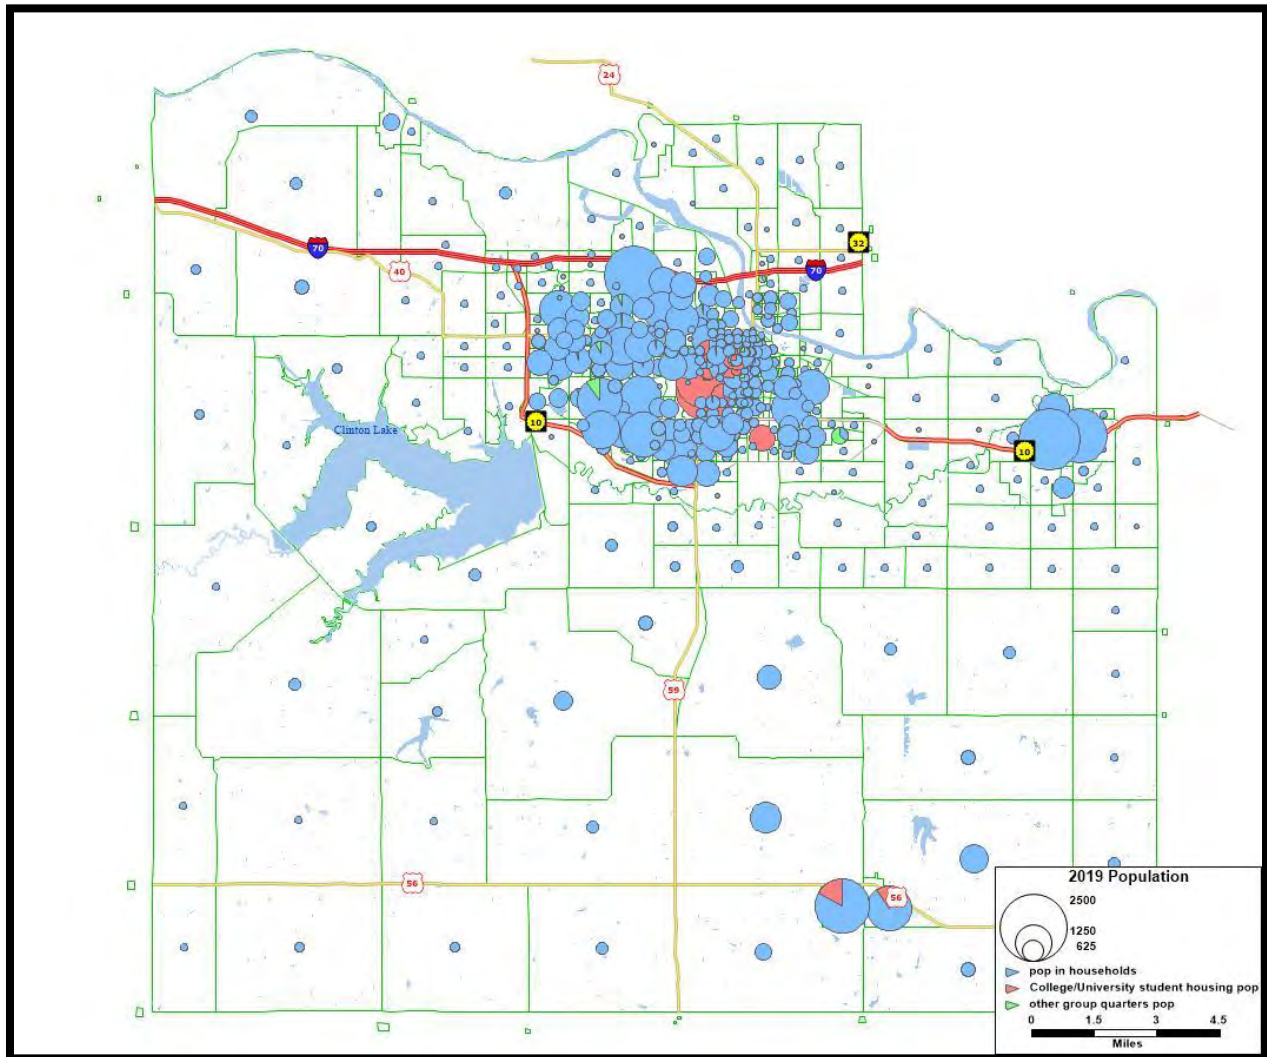 24
32
70
70
40
10
Clinton Lake
10
59
56
56
2019 Population
2500
1250
625
pop in households
College/University student housing pop
other group quarters pop
0 1.5 3 4.5
Miles